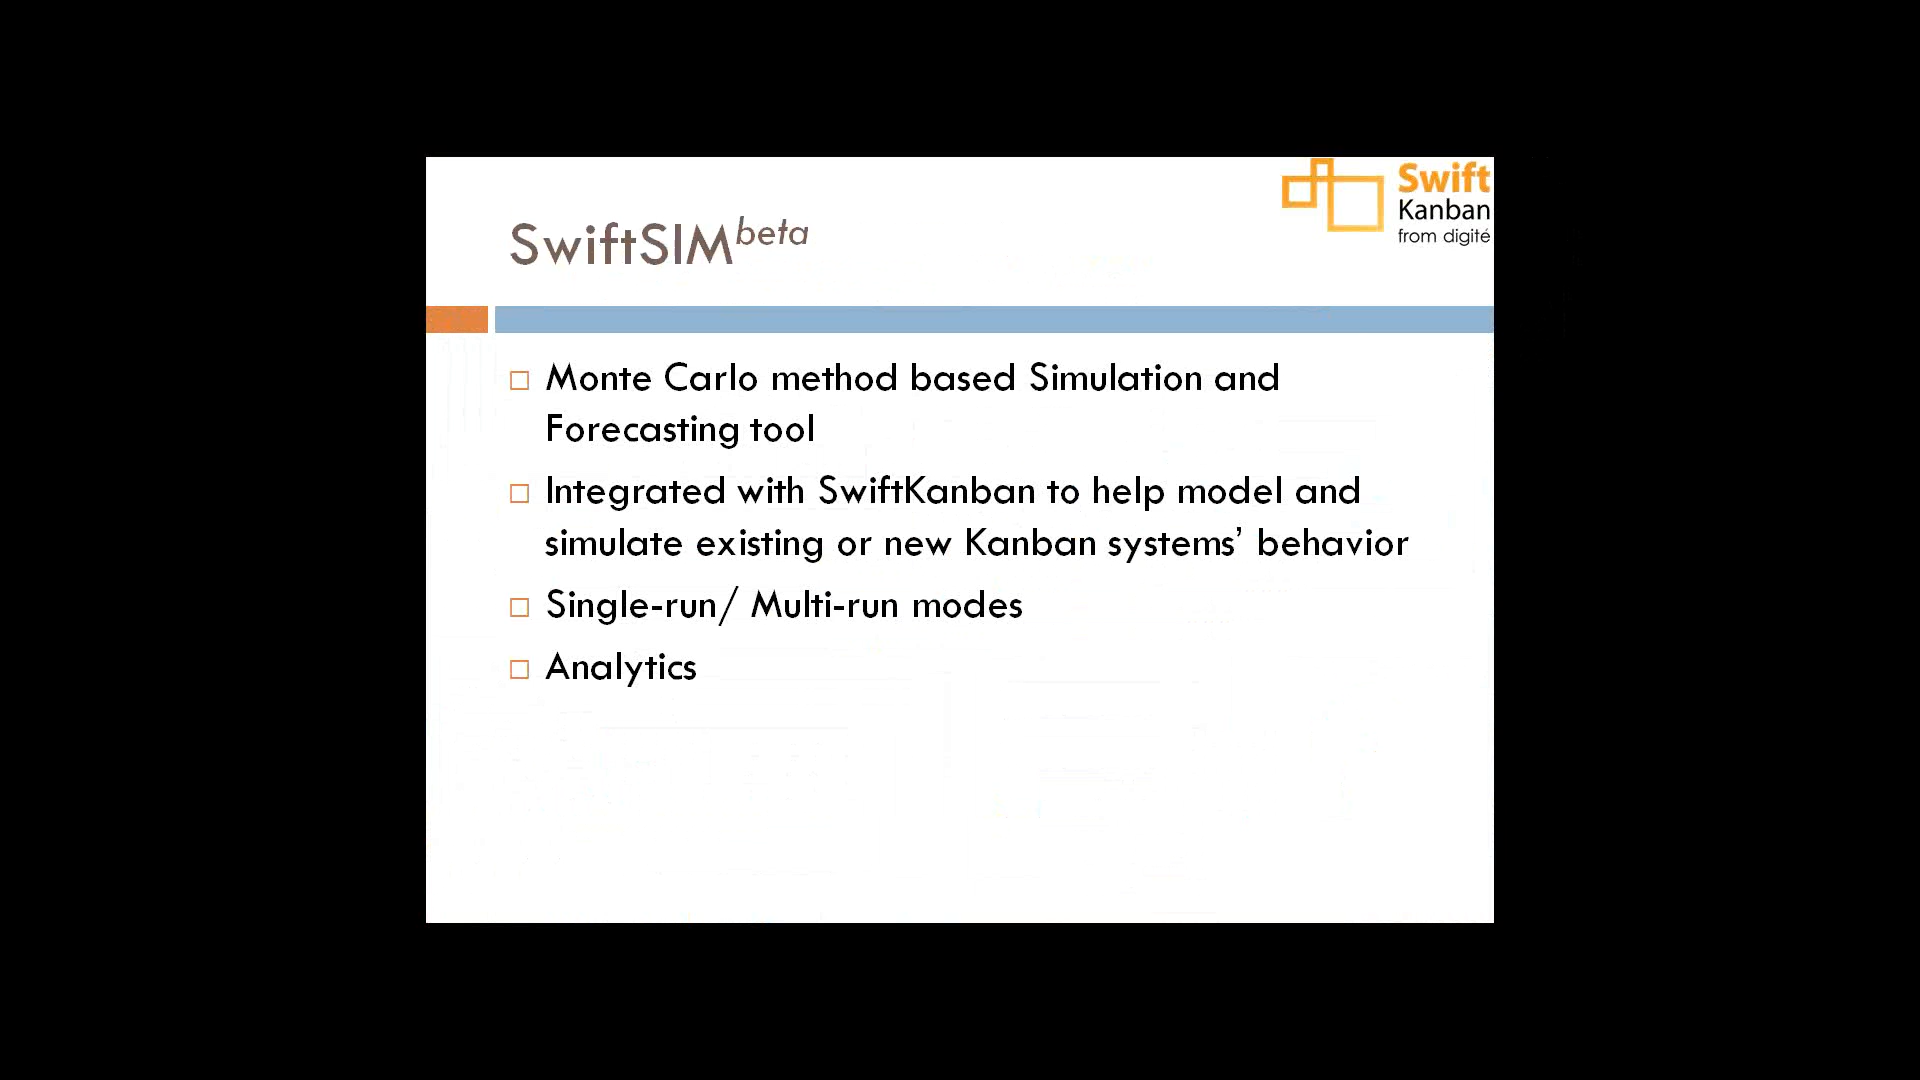 Swift
Kanban
from digité
SwiftSIMbeta
Monte Carlo method based Simulation and
Forecasting tool
Integrated with SwiftKanban to help model and
simulate existing or new Kanban systems’ behavior
Single-run/ Multi-run modes
Analytics